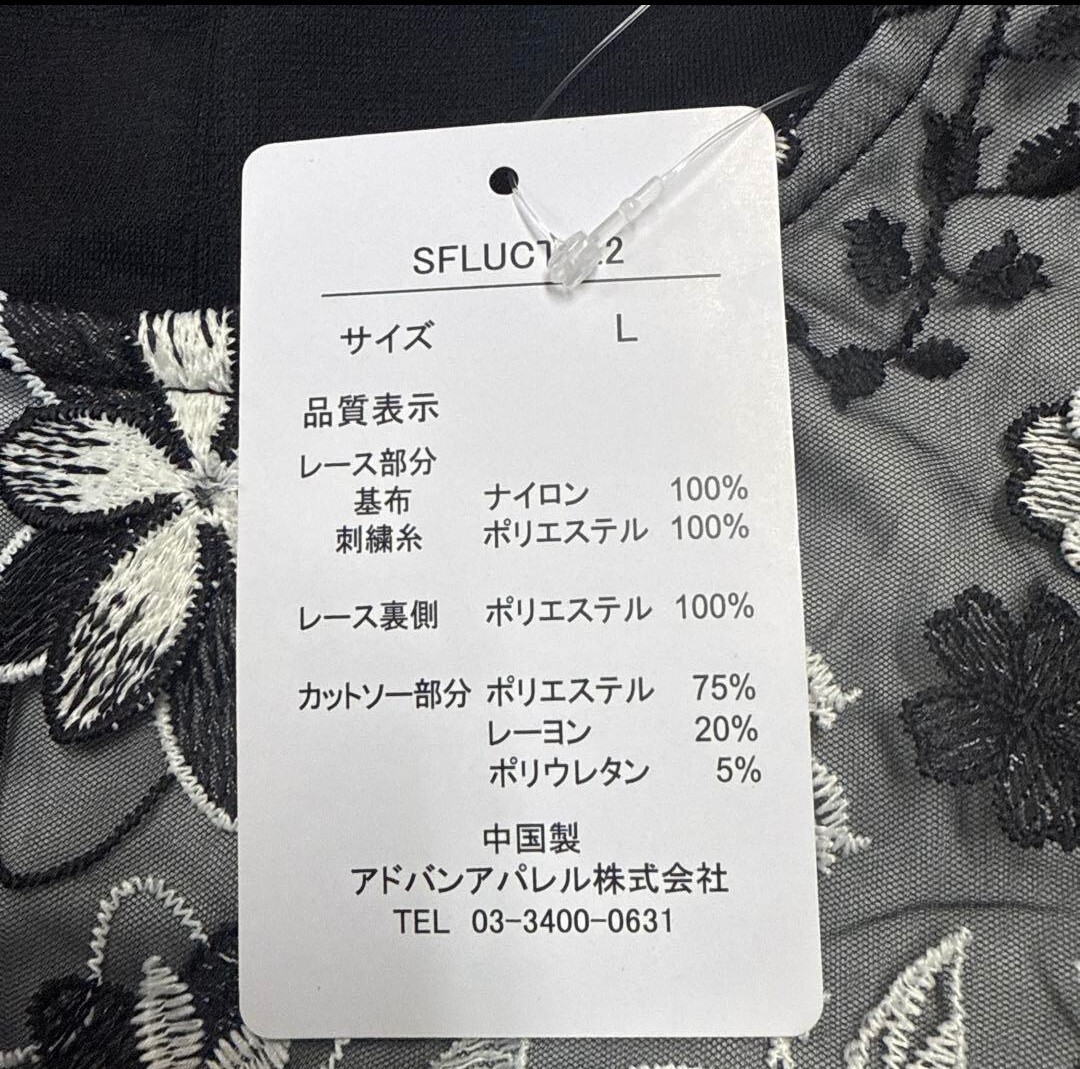 サイズ L
品質表示
レース部分
基布 ナイロン 100%
刺繍糸 ポリエステル 100%
レース裏側 ポリエステル 100%
カットソー部分 ポリエステル 75%
レーヨン 20%
ポリウレタン 5%
中国製
アドバンアパレル株式会社
TEL 03-3400-0631